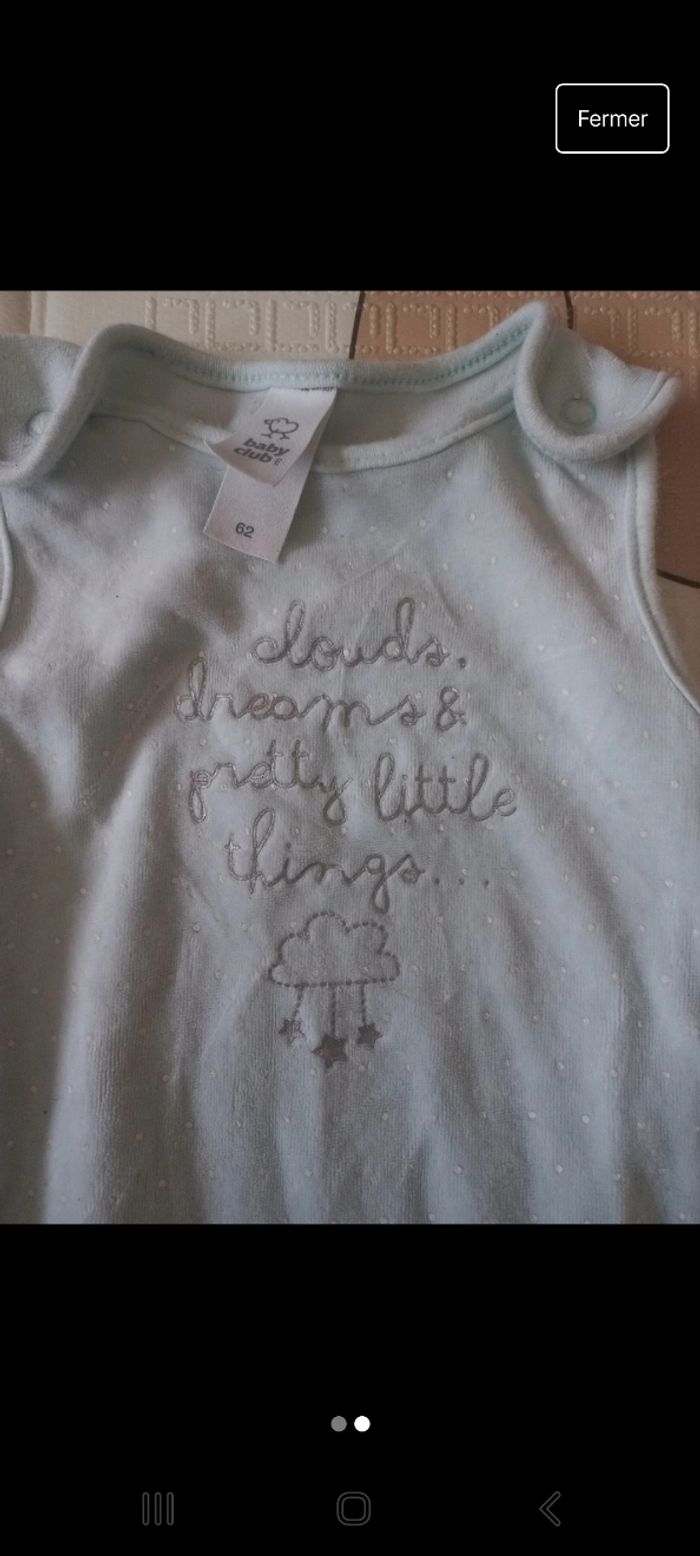 Fermer
baby
club
62
clouds,
dreams &
pretty little
things...